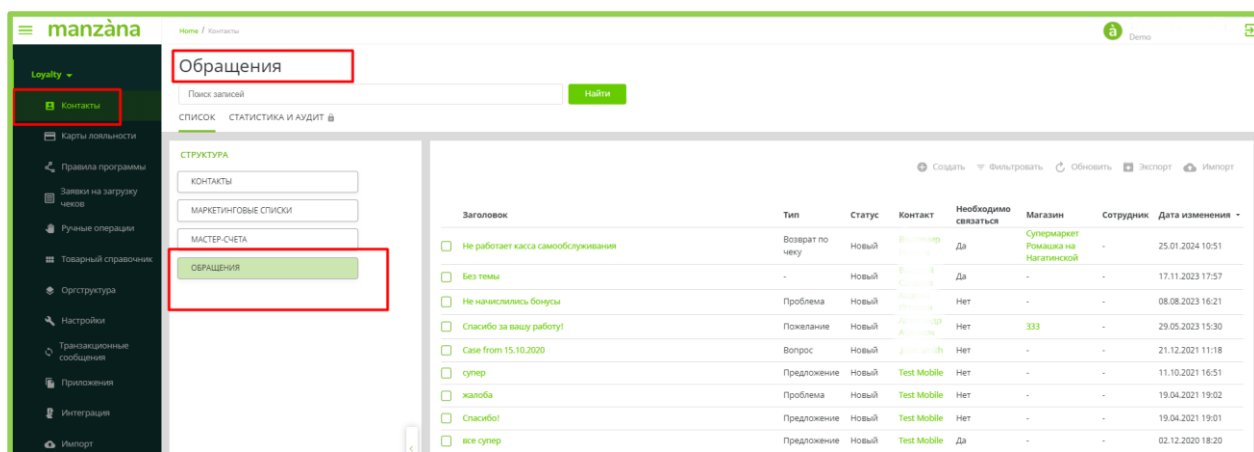 manzàna
Home / Контакты
Demo
Loyalty
Контакты
Карты лояльности
Правила программы
Заявки на загрузку
чеков
Ручные операции
Товарный справочник
Оргструктура
Настройки
Транзакционные
сообщения
Приложения
Интеграция
Импорт
Обращения
Поиск записей
Найти
СПИСОК СТАТИСТИКА И АУДИТ
СТРУКТУРА
КОНТАКТЫ
МАРКЕТИНГОВЫЕ СПИСКИ
МАСТЕР-СЧЕТА
ОБРАЩЕНИЯ
Создать Фильтровать Обновить Экспорт Импорт
Заголовок Тип Статус Контакт Необходимо связаться Магазин Сотрудник Дата изменения
Не работает касса самообслуживания Возврат по чеку Новый Да Супермаркет Ромашка на Нагатинской - 25.01.2024 10:51
Без темы - Новый Да - - 17.11.2023 17:57
Не начислились бонусы Проблема Новый Нет - - 08.08.2023 16:21
Спасибо за вашу работу! Пожелание Новый Нет 333 - 29.05.2023 15:30
Case from 15.10.2020 Вопрос Новый Нет - - 21.12.2021 11:18
супер Предложение Новый Test Mobile Нет - - 11.10.2021 16:51
жалоба Проблема Новый Test Mobile Нет - - 19.04.2021 19:02
Спасибо! Предложение Новый Test Mobile Нет - - 19.04.2021 19:01
все супер Предложение Новый Test Mobile Да - - 02.12.2020 18:20